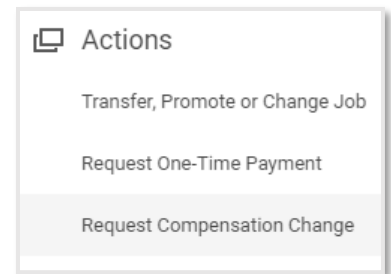 Actions
Transfer, Promote or Change Job
Request One-Time Payment
Request Compensation Change